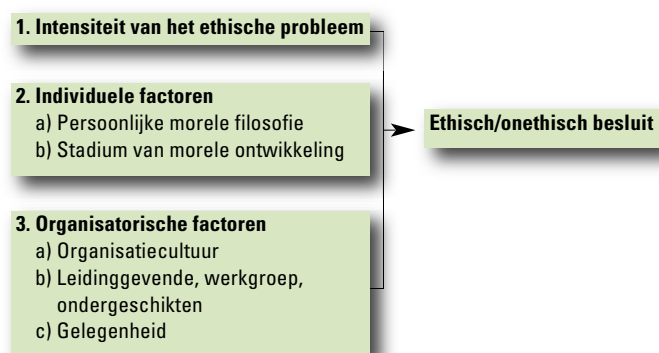 1. Intensiteit van het ethische probleem
2. Individuele factoren
a) Persoonlijke morele filosofie
b) Stadium van morele ontwikkeling
Ethisch/onethisch besluit
3. Organisatorische factoren
a) Organisatiecultuur
b) Leidinggevende, werkgroep,
ondergeschikten
c) Gelegenheid